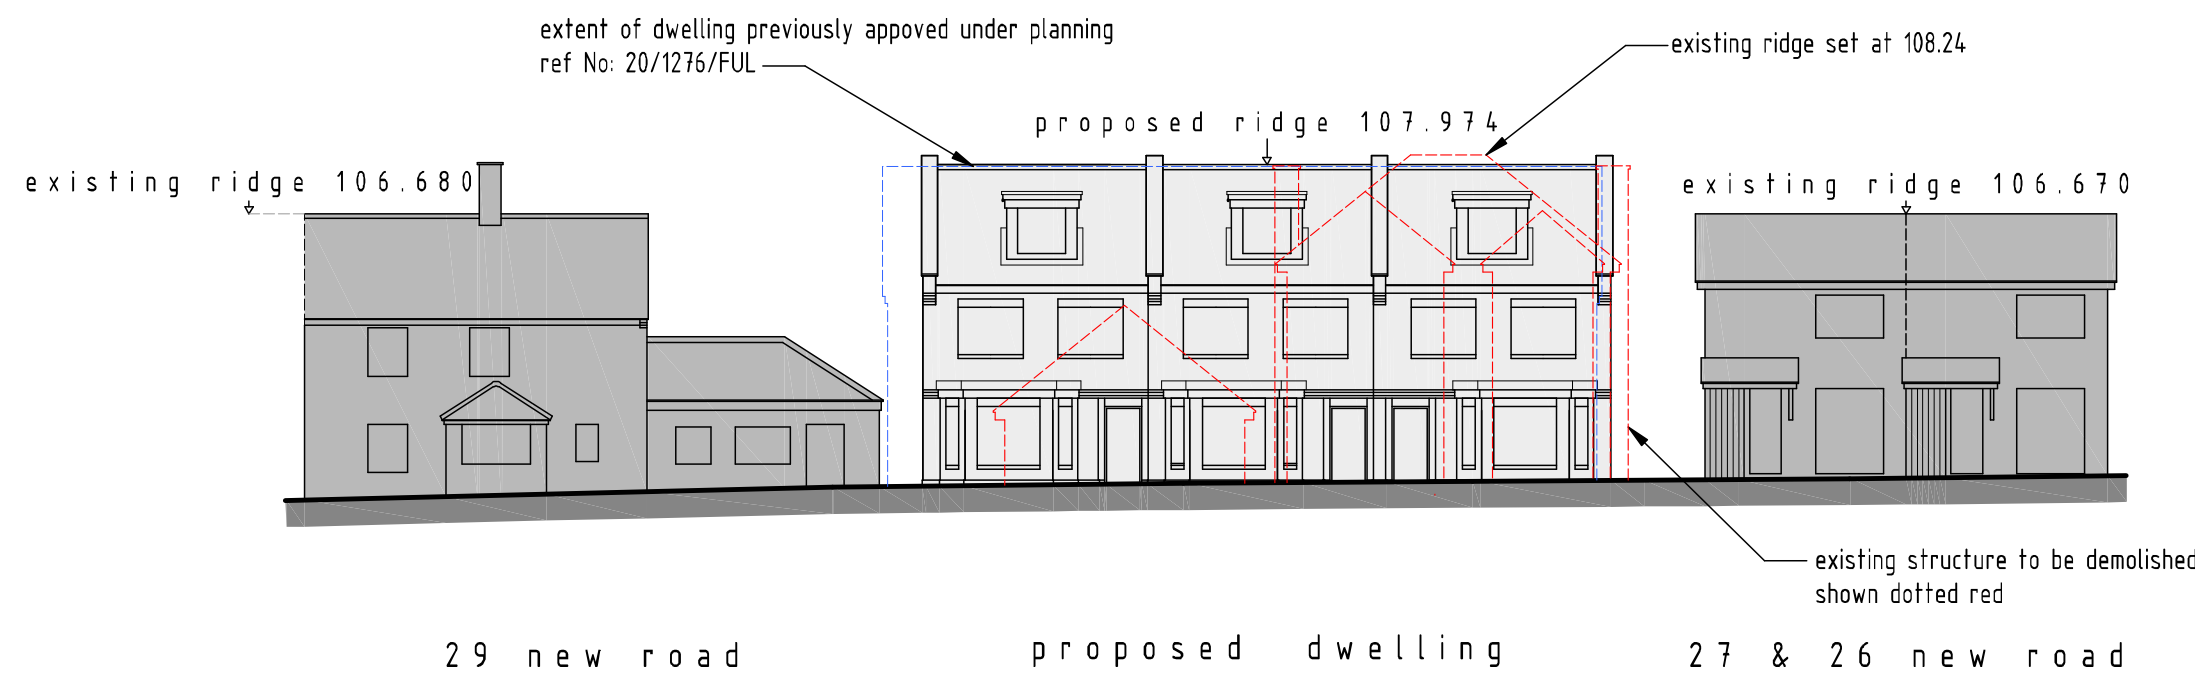 extent of dwelling previously appoved under planning
ref No: 20/1276/FUL
existing ridge set at 108.24
proposed ridge 107.974
existing ridge 106.680
existing ridge 106.670
existing structure to be demolished
shown dotted red
29 new road
proposed dwelling
27 & 26 new road